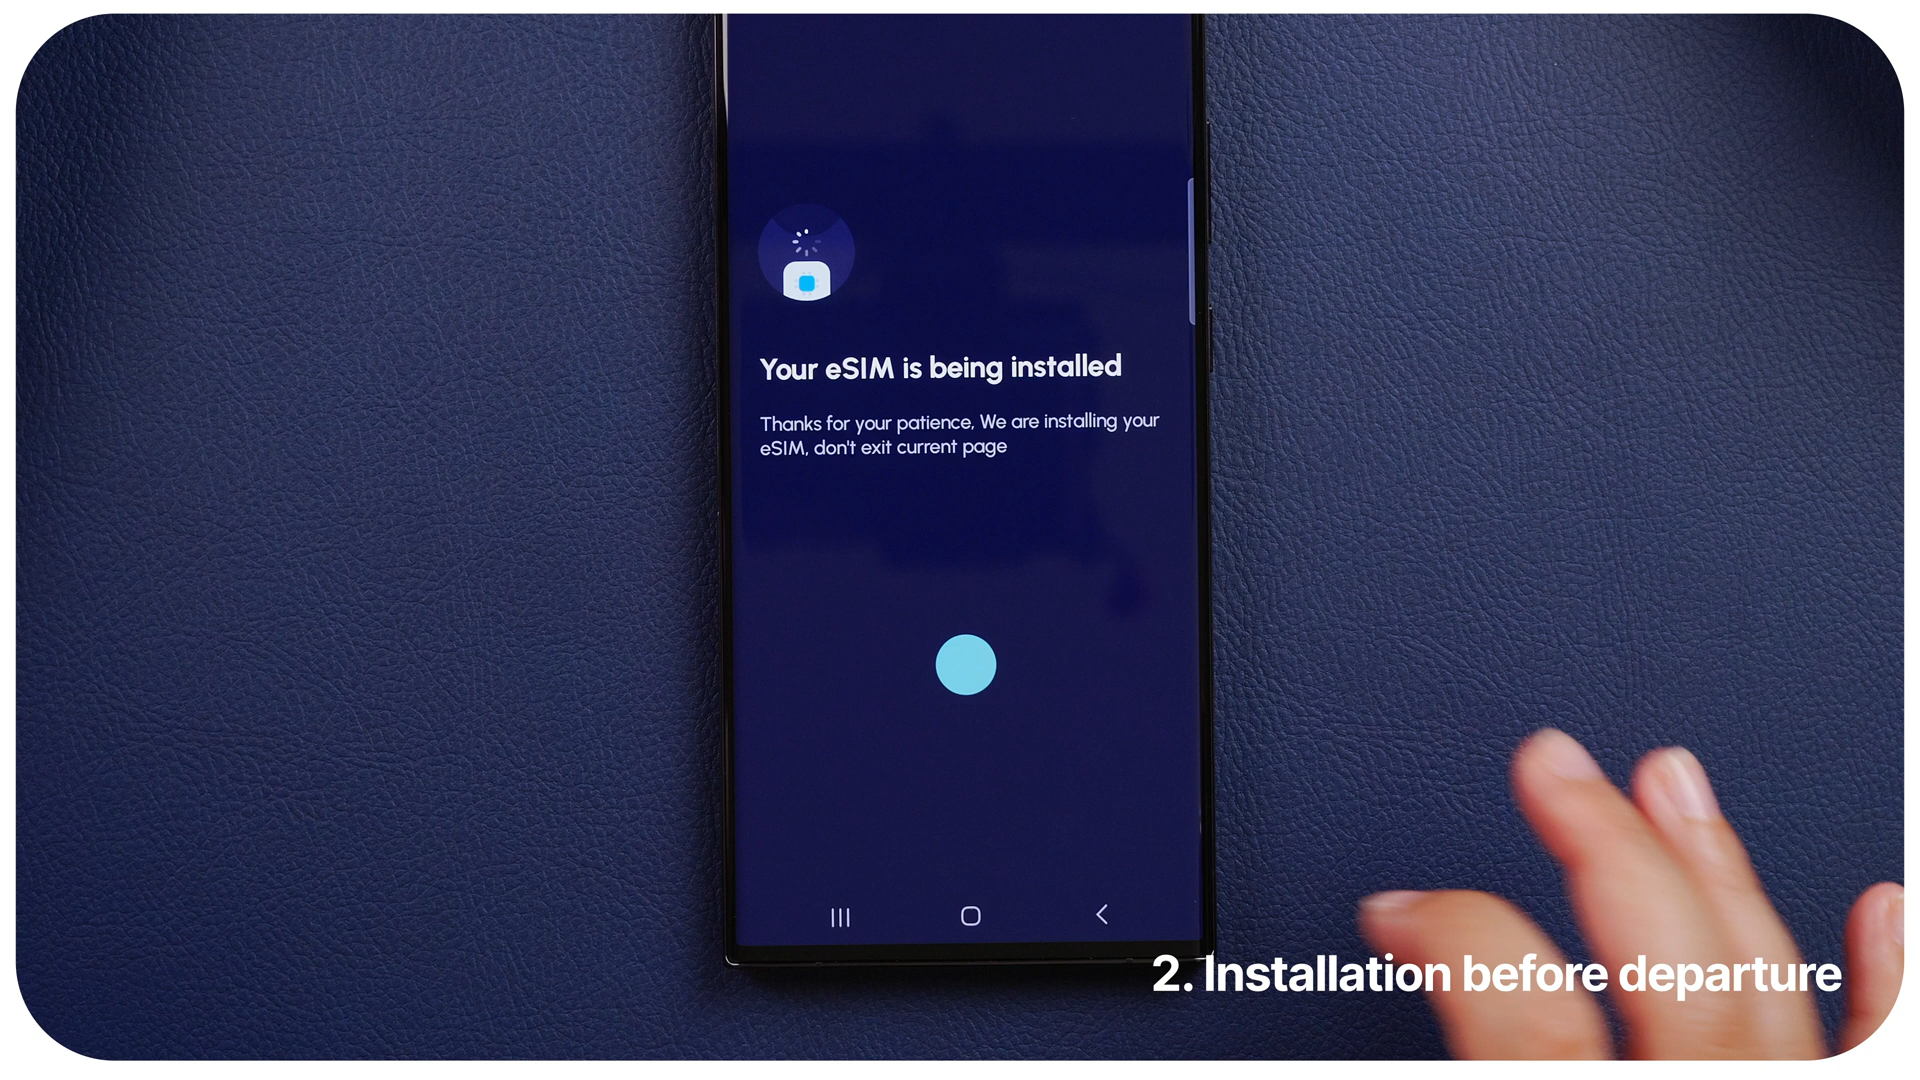 Your eSIM is being installed
Thanks for your patience, We are installing your
eSIM, don't exit current page
2. Installation before departure